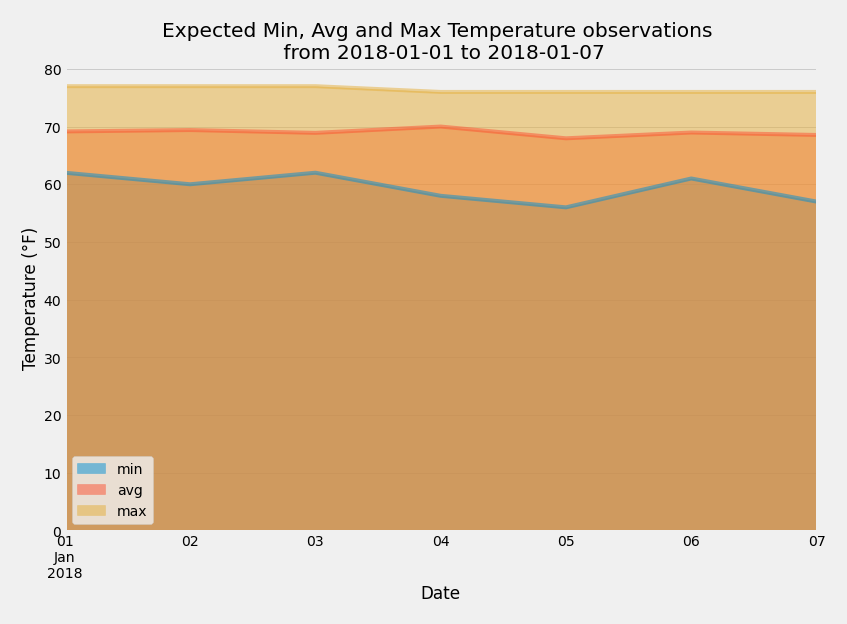 Expected Min, Avg and Max Temperature observations
from 2018-01-01 to 2018-01-07
80
70
60
50
40
30
20
10
0
Temperature (°F)
min
avg
max
01 02 03 04 05 06 07
Jan
2018
Date